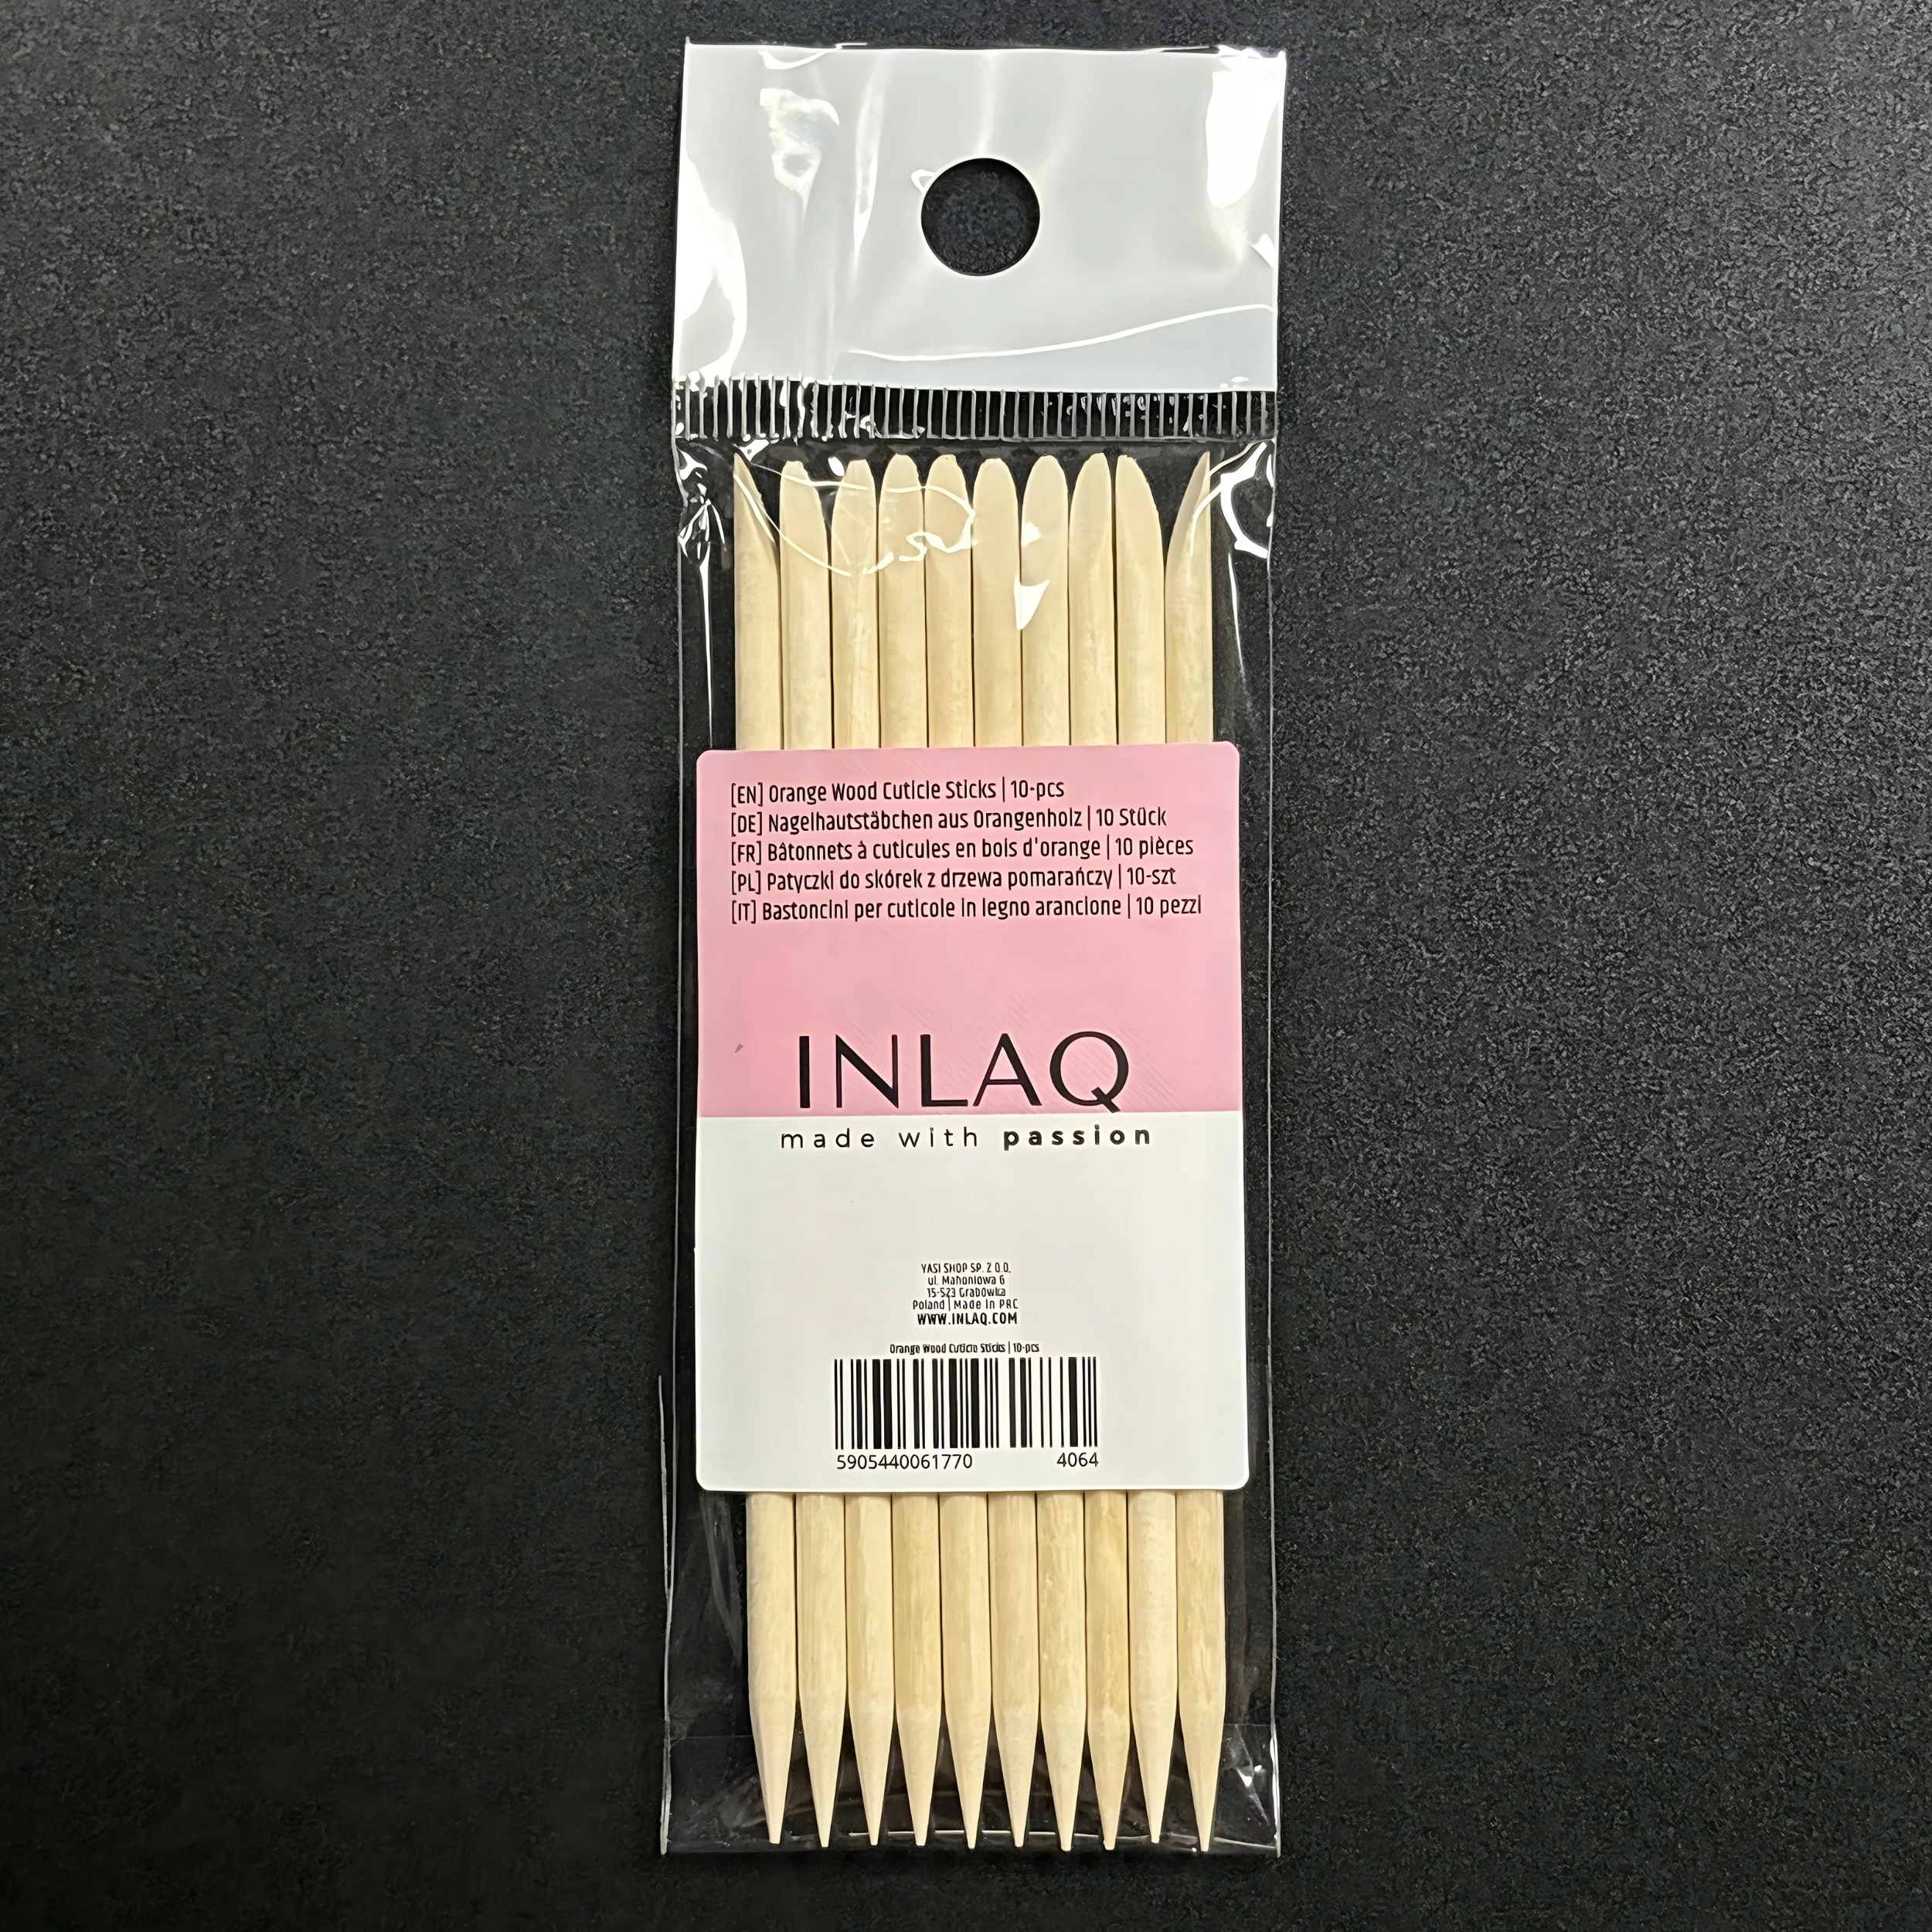 [EN] Orange Wood Cuticle Sticks | 10-pcs
[DE] Nagelhautstäbchen aus Orangenholz | 10 Stück
[FR] Bâtonnets à cuticules en bois d'orange | 10 pièces
[PL] Patyczki do skórek z drzewa pomarańczy | 10-szt
[IT] Bastoncini per cuticole in legno arancione | 10 pezzi
INLAQ
made with passion
YASI SHOP SP. Z O.O.
ul. Mahoniowa 6
15-523 Grabówka
Poland | Made in PRC
WWW.INLAQ.COM
Orange Wood Cuticle Sticks | 10-pcs
5905440061770 4064